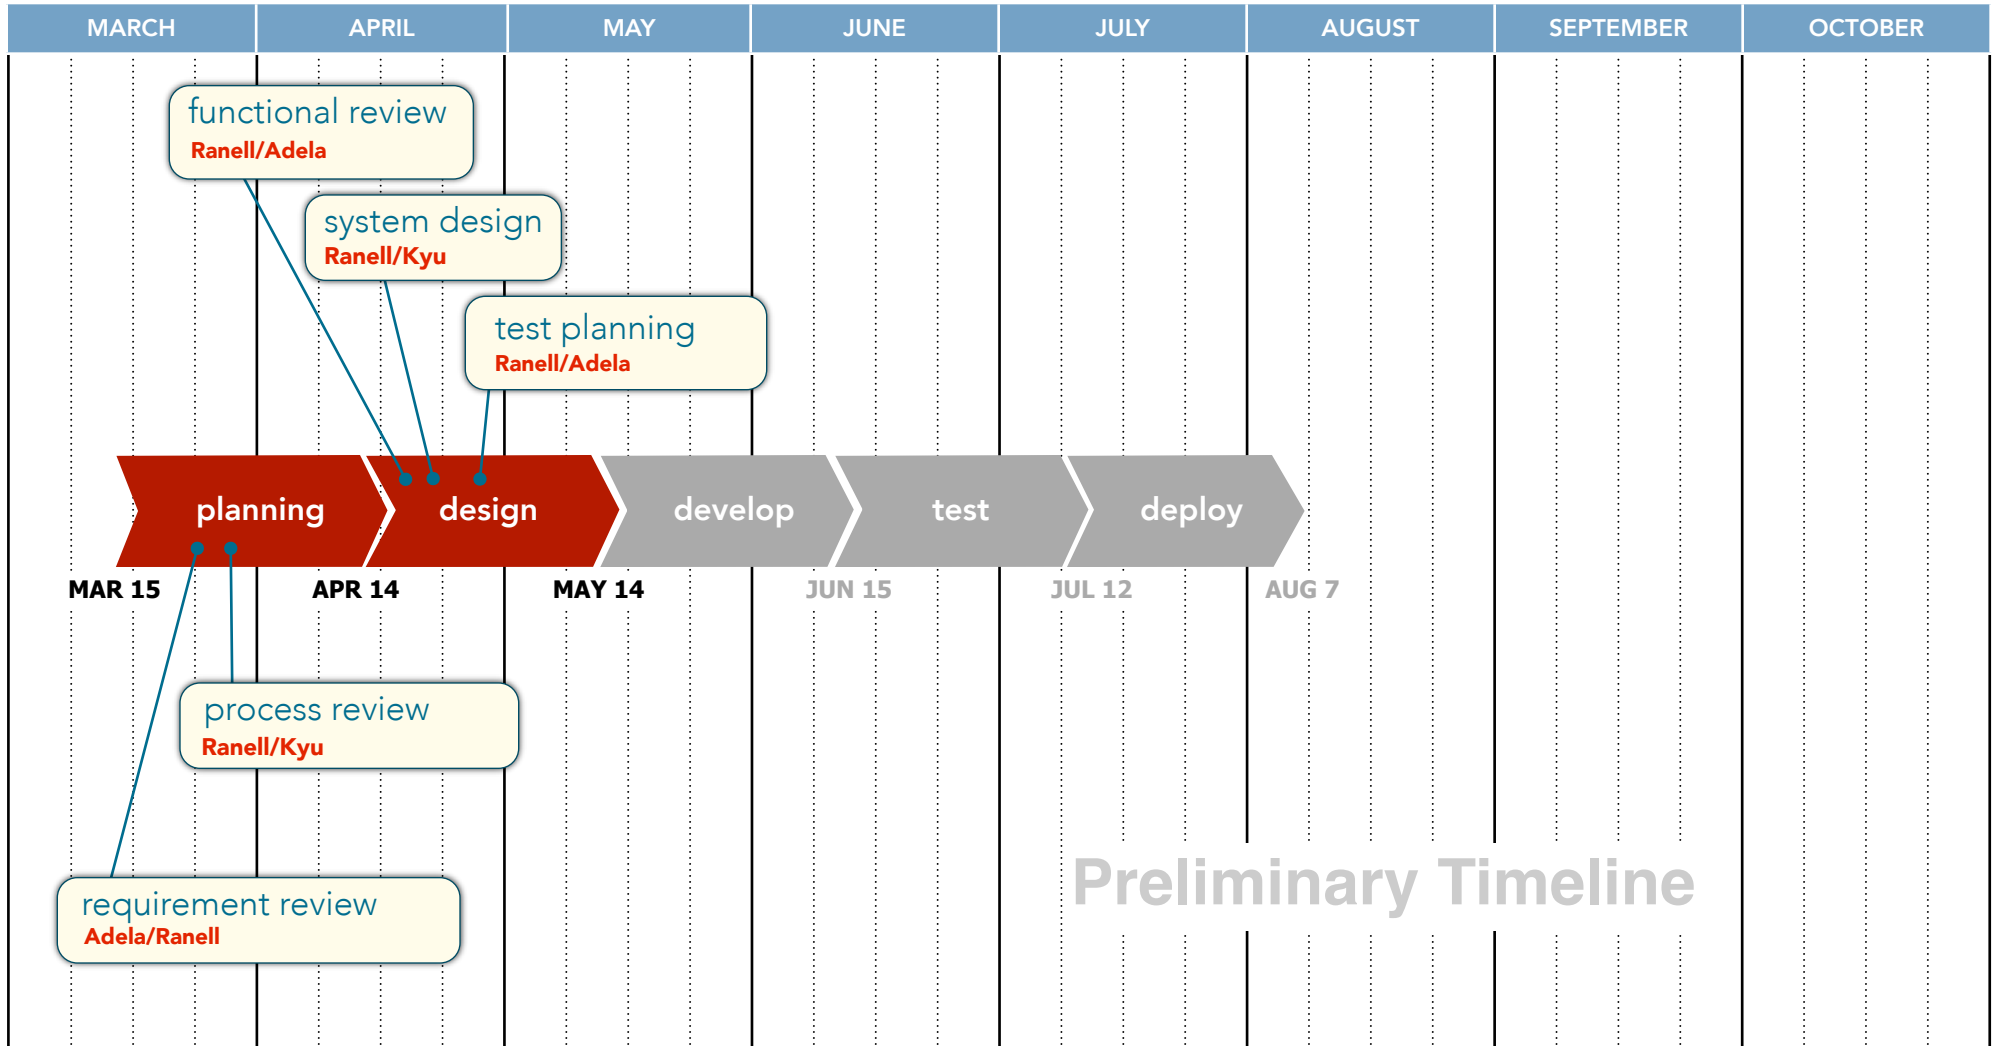 MARCH APRIL MAY JUNE JULY AUGUST SEPTEMBER OCTOBER
functional review
Ranell/Adela
system design
Ranell/Kyu
test planning
Ranell/Adela
planning design develop test deploy
MAR 15 APR 14 MAY 14 JUN 15 JUL 12 AUG 7
process review
Ranell/Kyu
Preliminary Timeline
requirement review
Adela/Ranell